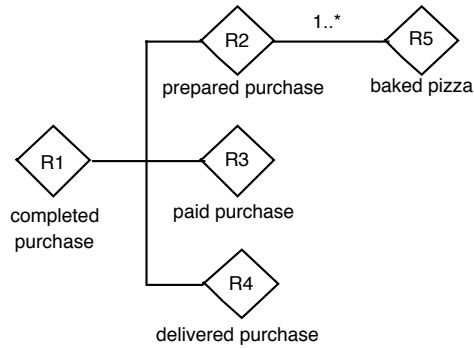 1..*
R2
R5
prepared purchase
baked pizza
R1
R3
completed
purchase
paid purchase
R4
delivered purchase